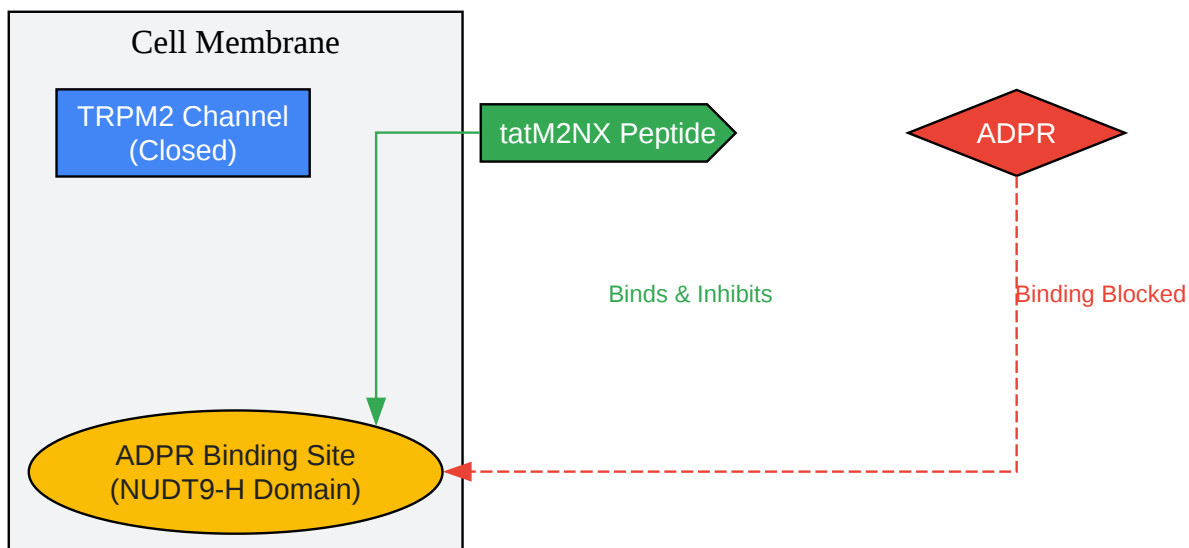 Cell Membrane
TRPM2 Channel
(Closed)
tatM2NX Peptide
ADPR
Binds & Inhibits
Binding Blocked
ADPR Binding Site
(NUDT9-H Domain)